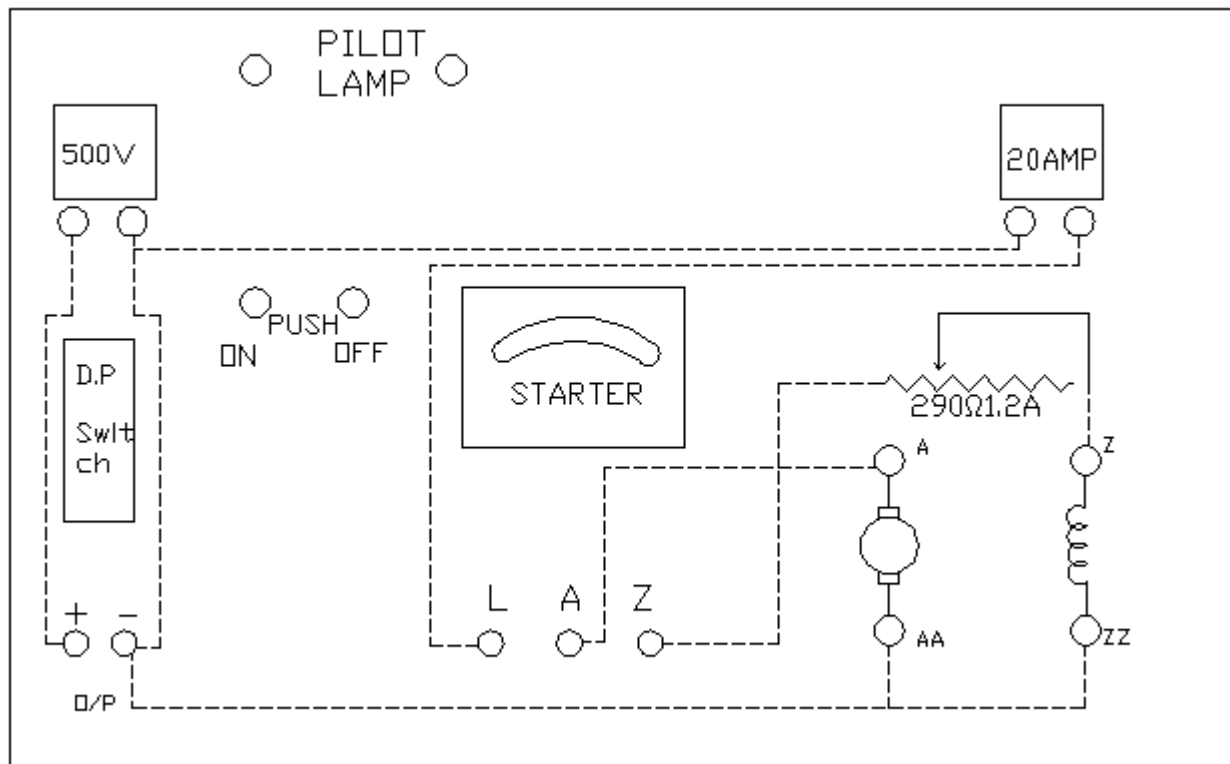 PILOT
LAMP
500V
20AMP
PUSH
ON
OFF
D.P
Swit
ch
STARTER
290Ω1.2A
A
Z
+
-
L
A
Z
AA
ZZ
O/P